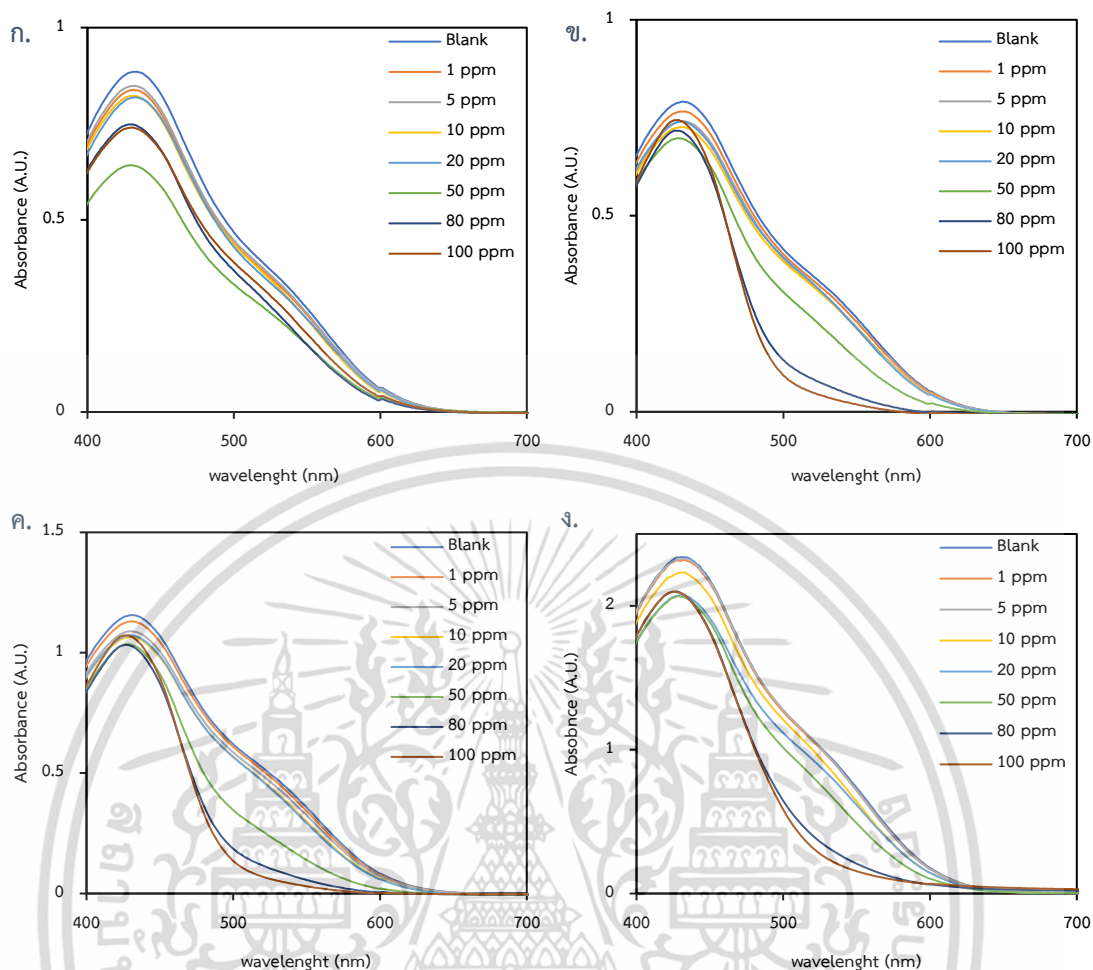 ก.
1
0.5
0
400
500
600
700
Absorbance (A.U.)
wavelenght (nm)
Blank
1 ppm
5 ppm
10 ppm
20 ppm
50 ppm
80 ppm
100 ppm
ข.
1
0.5
0
400
500
600
700
Absorbance (A.U.)
wavelenght (nm)
Blank
1 ppm
5 ppm
10 ppm
20 ppm
50 ppm
80 ppm
100 ppm
ค.
1.5
1
0.5
0
400
500
600
700
Absorbance (A.U.)
wavelenght (nm)
Blank
1 ppm
5 ppm
10 ppm
20 ppm
50 ppm
80 ppm
100 ppm
ง.
2
1
0
400
500
600
700
Absobnce (A.U.)
wavelenght (nm)
Blank
1 ppm
5 ppm
10 ppm
20 ppm
50 ppm
80 ppm
100 ppm